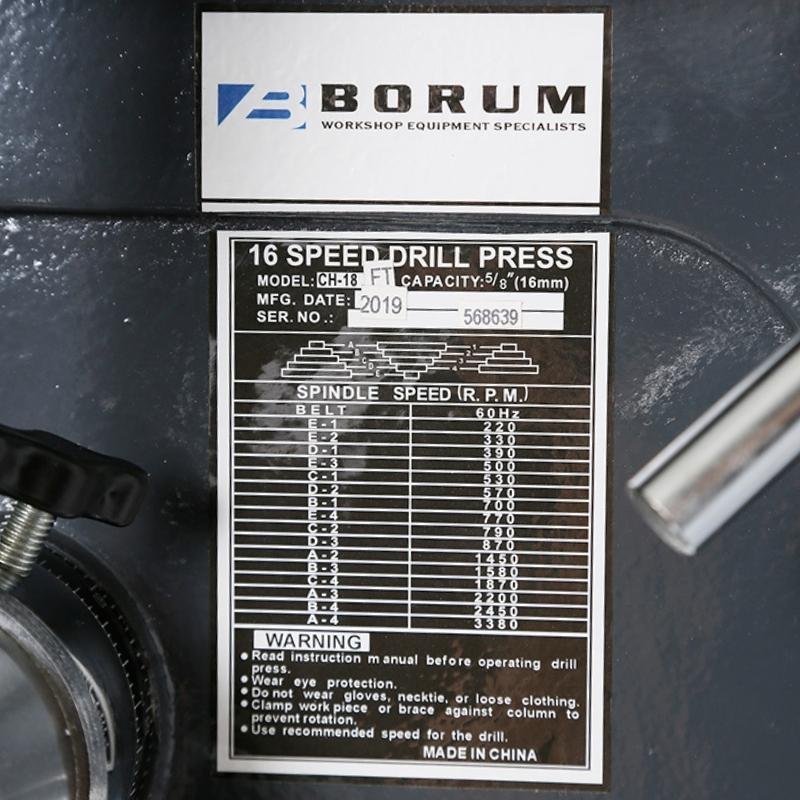 BORUM
WORKSHOP EQUIPMENT SPECIALISTS
16 SPEED DRILL PRESS
MODEL: CH-18 FT CAPACITY: 5/8" (16mm)
MFG. DATE: 2019
SER. NO.: 568639
A 1
B 2
C 3
D 4
E
SPINDLE SPEED (R.P.M.)
BELT 60Hz
E-1 220
E-2 330
D-1 390
E-3 500
C-1 530
D-2 570
B-1 700
E-4 770
C-2 790
D-3 870
A-2 1450
B-3 1580
C-4 1870
A-3 2200
B-4 2450
A-4 3380
WARNING
• Read instruction manual before operating drill
press.
• Wear eye protection.
• Do not wear gloves, necktie, or loose clothing.
• Clamp work piece or brace against column to
prevent rotation.
• Use recommended speed for the drill.
MADE IN CHINA